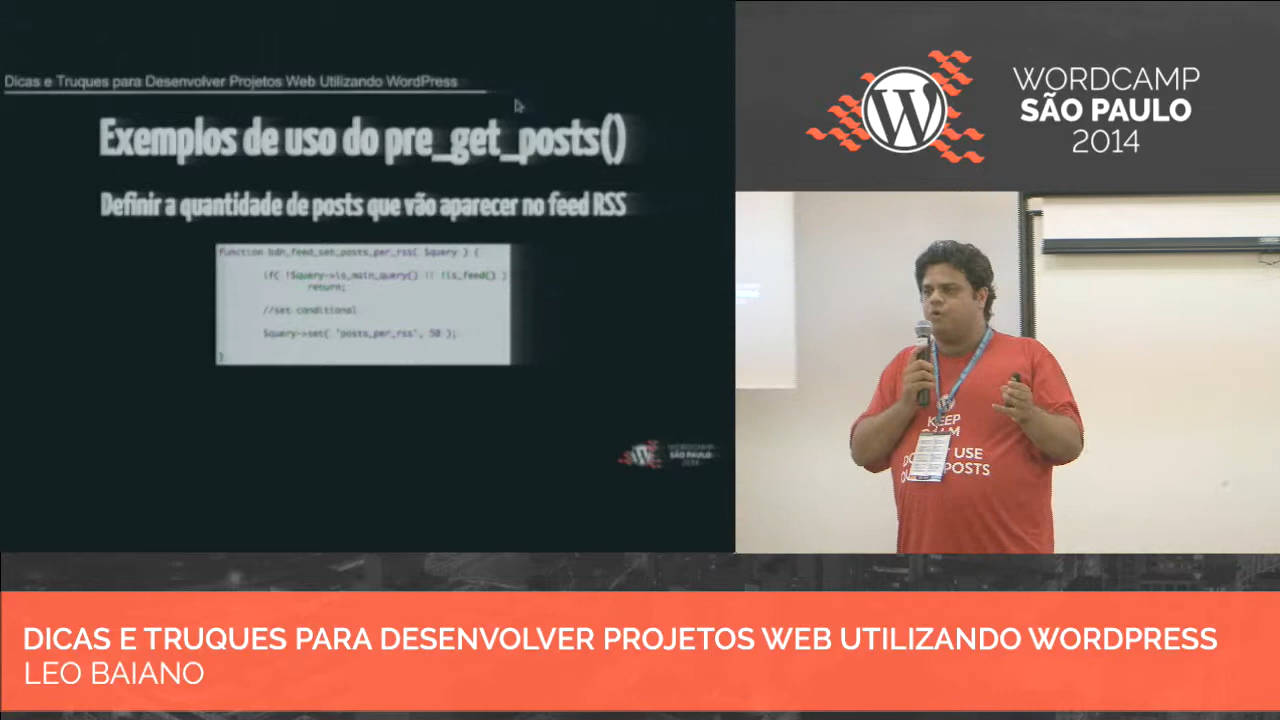 Dicas e Truques para Desenvolver Projetos Web Utilizando WordPress
Exemplos de uso do pre_get_posts()
Definir a quantidade de posts que vão aparecer no feed RSS
function bdn_feed_set_posts_per_rss( $query ) {
if( !$query->is_main_query() || !is_feed() )
return;
//set conditional
$query->set( 'posts_per_rss', 50 );
}
WORDCAMP
SÃO PAULO
2014
WORDCAMP
SÃO PAULO
2014
KEEP
CALM
USE
POSTS
DICAS E TRUQUES PARA DESENVOLVER PROJETOS WEB UTILIZANDO WORDPRESS
LEO BAIANO